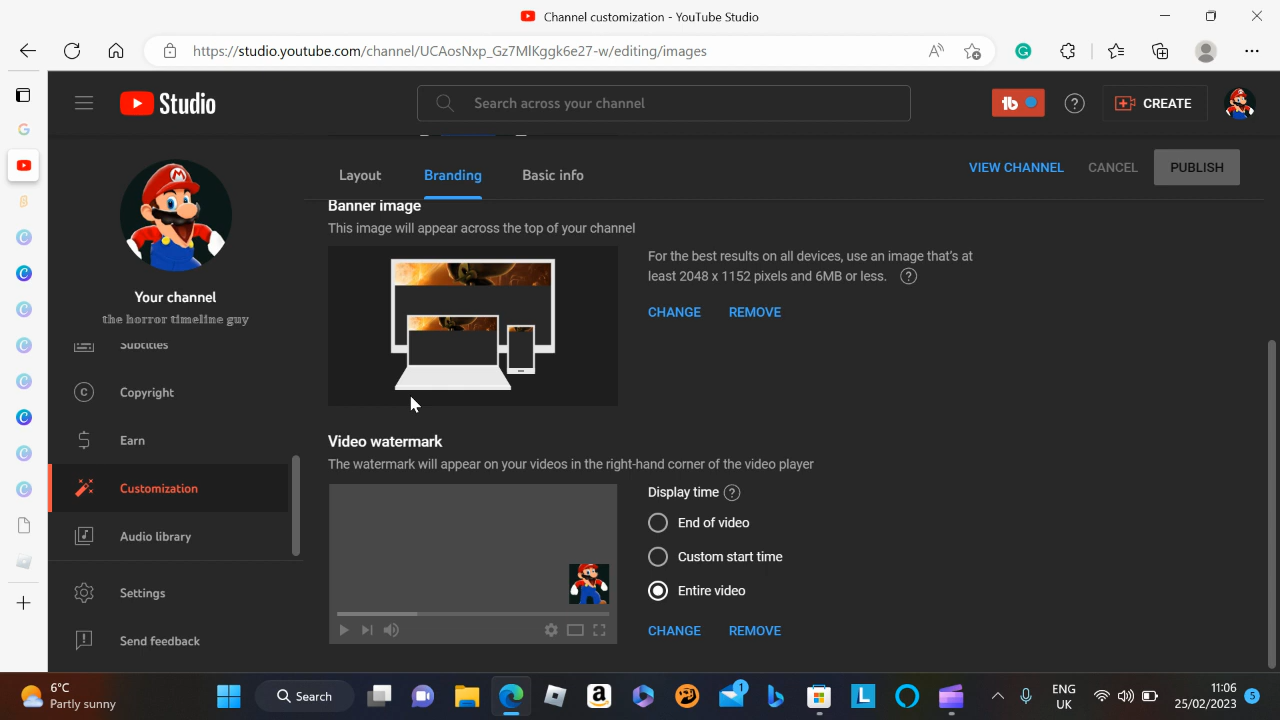 Channel customization - YouTube Studio
https://studio.youtube.com/channel/UCAosNxp_Gz7MlKggk6e27-w/editing/images
Studio
Search across your channel
CREATE
Layout
Branding
Basic info
VIEW CHANNEL
CANCEL
PUBLISH
Your channel
the horror timeline guy
Subtitles
Copyright
Earn
Customization
Audio library
Settings
Send feedback
Banner image
This image will appear across the top of your channel
For the best results on all devices, use an image that's at
least 2048 x 1152 pixels and 6MB or less.
CHANGE
REMOVE
Video watermark
The watermark will appear on your videos in the right-hand corner of the video player
Display time
End of video
Custom start time
Entire video
CHANGE
REMOVE
6°C
Partly sunny
Search
1
L
ENG
UK
11:06
25/02/2023
5